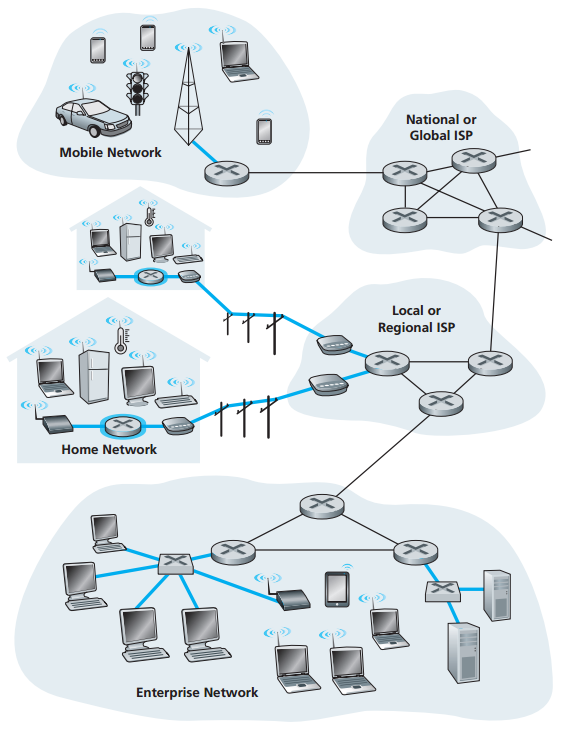 National or
Global ISP
Mobile Network
Local or
Regional ISP
Home Network
Enterprise Network